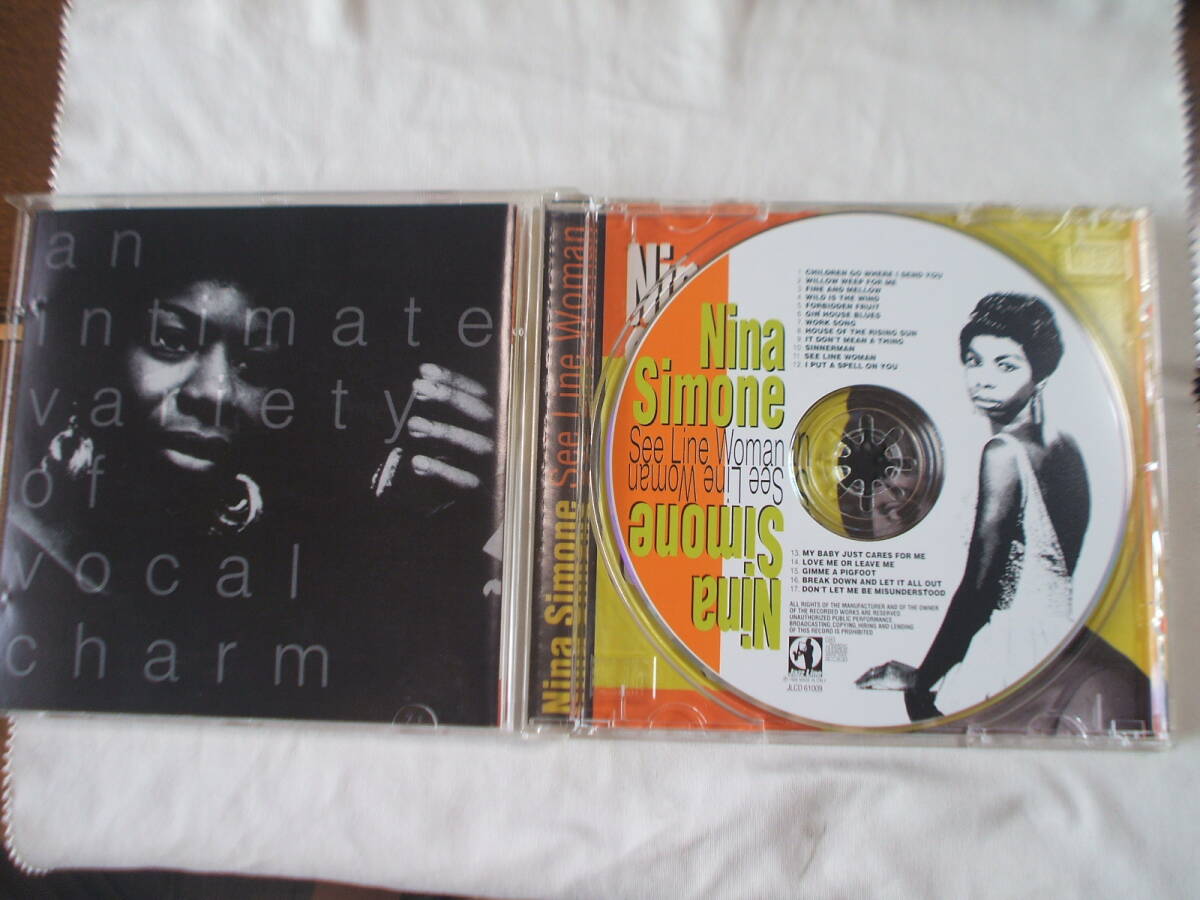 an
intimate
variety
of
vocal
charm
Nina Simone See Line Woman
Nina
Simone
See Line Woman
See Line Woman
Simone
Nina
1. CHILDREN GO WHERE I SEND YOU
2. WILLOW WEEP FOR ME
3. FINE AND MELLOW
4. WILD IS THE WIND
5. FORBIDDEN FRUIT
6. GIN HOUSE BLUES
7. WORK SONG
8. HOUSE OF THE RISING SUN
9. IT DON'T MEAN A THING
10. SINNERMAN
11. SEE LINE WOMAN
12. I PUT A SPELL ON YOU
13. MY BABY JUST CARES FOR ME
14. LOVE ME OR LEAVE ME
15. GIMME A PIGFOOT
16. BREAK DOWN AND LET IT ALL OUT
17. DON'T LET ME BE MISUNDERSTOOD
ALL RIGHTS OF THE MANUFACTURER AND OF THE OWNER
OF THE RECORDED WORKS ARE RESERVED
UNAUTHORIZED PUBLIC PERFORMANCE
BROADCASTING, COPYING, HIRING AND LENDING
OF THIS RECORD IS PROHIBITED
JLCD 61009